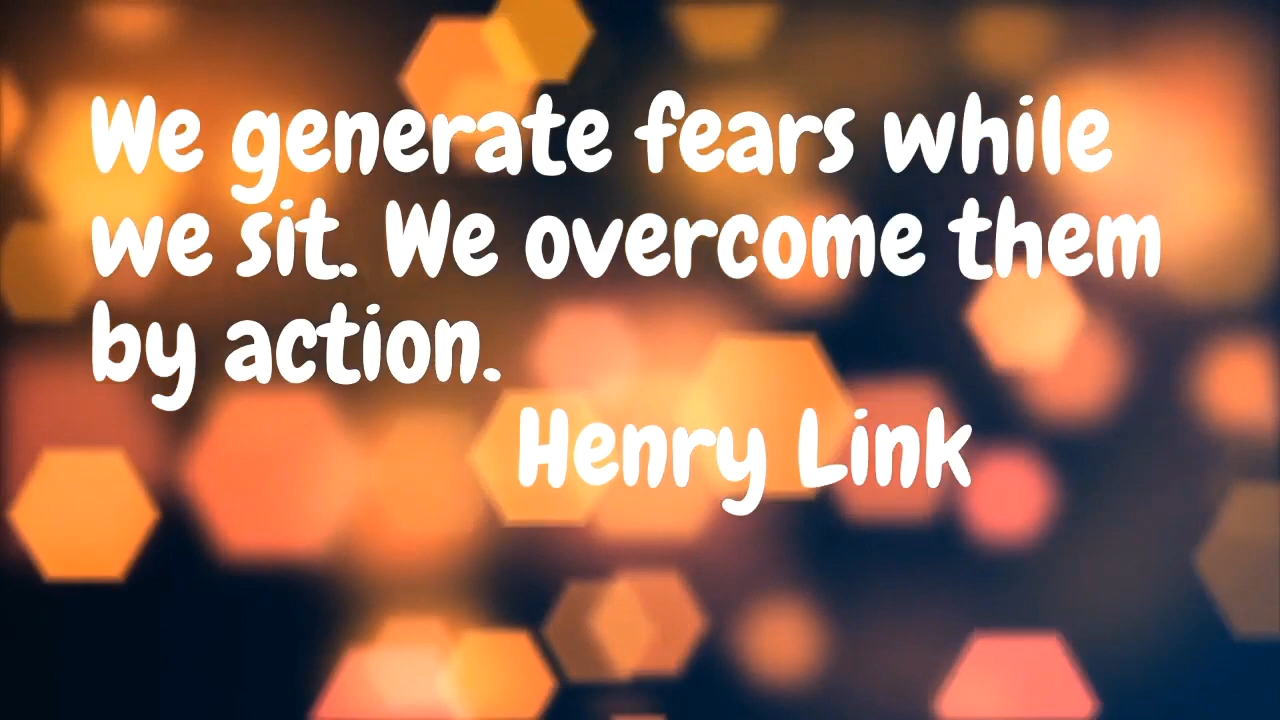 We generate fears while
we sit. We overcome them
by action.
Henry Link